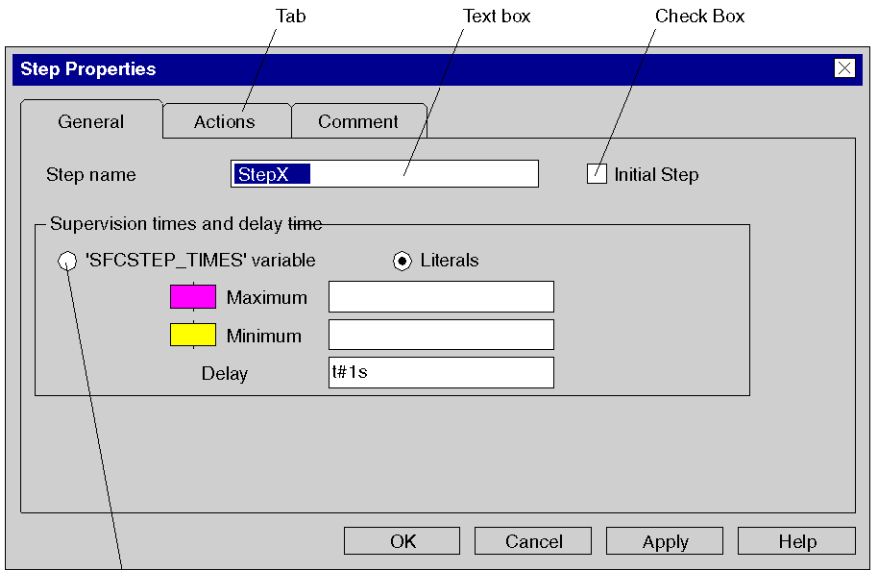 Tab Text box Check Box
Step Properties
General Actions Comment
Step name StepX Initial Step
Supervision times and delay time
'SFCSTEP_TIMES' variable Literals
Maximum
Minimum
Delay t#1s
OK Cancel Apply Help